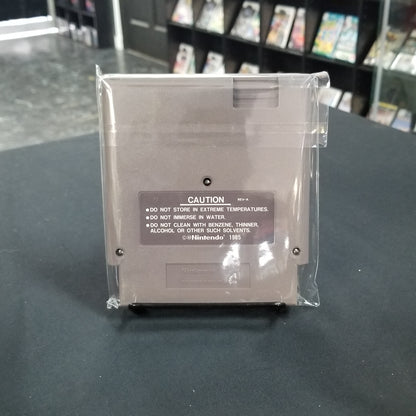 CAUTION REV-A
●DO NOT STORE IN EXTREME TEMPERATURES.
●DO NOT IMMERSE IN WATER.
●DO NOT CLEAN WITH BENZENE, THINNER,
ALCOHOL OR OTHER SUCH SOLVENTS.
©®Nintendo® 1985